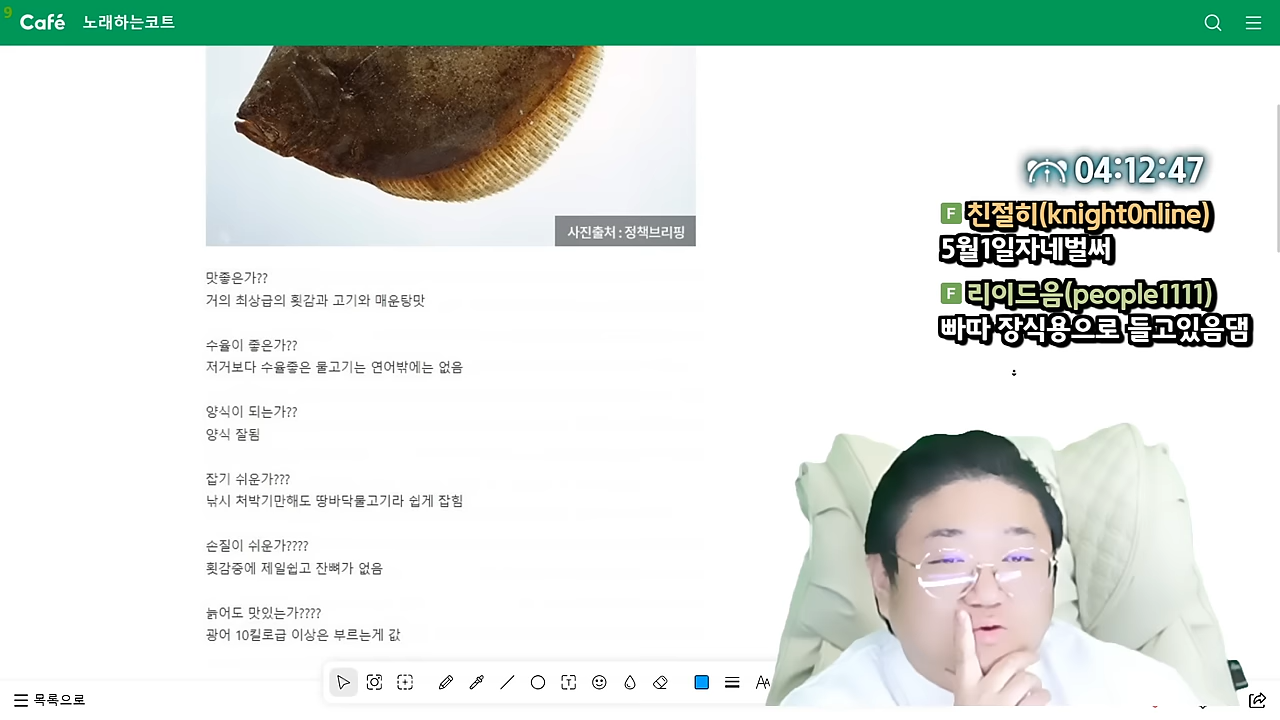 9
Café 노래하는코트
사진출처 : 정책브리핑
맛좋은가??
거의 최상급의 횟감과 고기와 매운탕맛
수율이 좋은가??
저거보다 수율좋은 물고기는 연어밖에는 없음
양식이 되는가??
양식 잘됨
잡기 쉬운가???
낚시 처박기만해도 땅바닥물고기라 쉽게 잡힘
손질이 쉬운가????
횟감중에 제일쉽고 잔뼈가 없음
늙어도 맛있는가????
광어 10킬로급 이상은 부르는게 값
목록으로
04:12:47
F 친절히(knight0nline)
5월1일자네벌써
F 리이드음(people1111)
빠따 장식용으로 들고있음댐